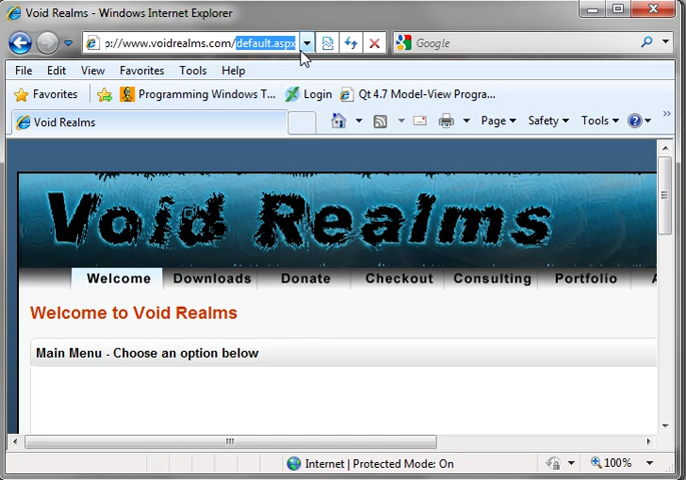 Void Realms - Windows Internet Explorer
p://www.voidrealms.com/default.aspx
Google
File Edit View Favorites Tools Help
Favorites Programming Windows T... Login Qt 4.7 Model-View Progra...
Void Realms
Page Safety Tools
Void Realms
Welcome Downloads Donate Checkout Consulting Portfolio A
Welcome to Void Realms
Main Menu - Choose an option below
Internet | Protected Mode: On
100%